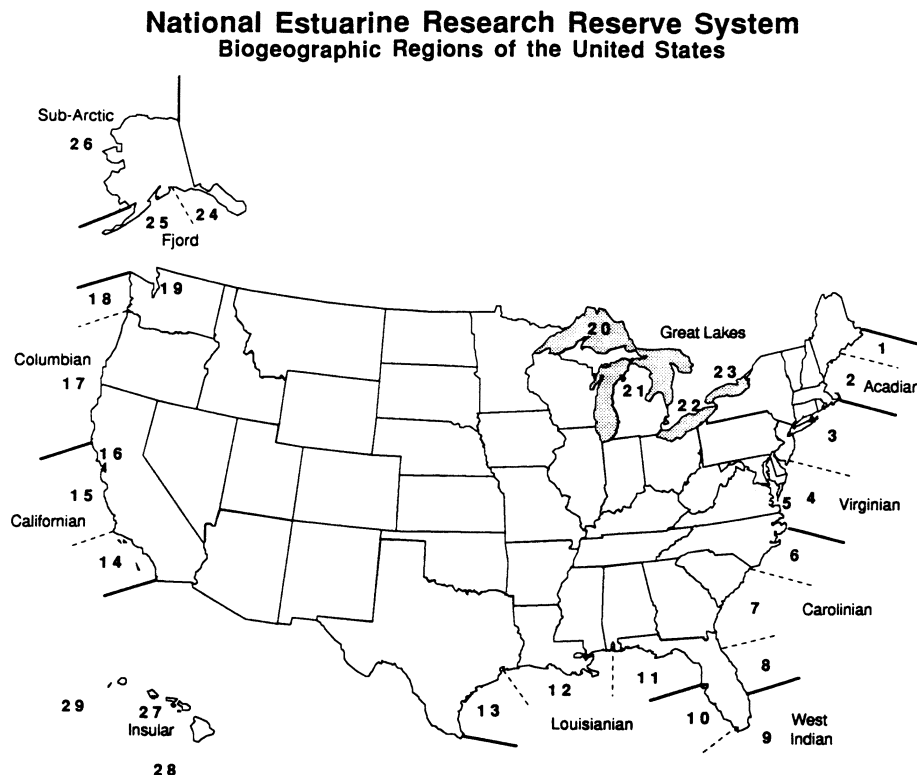 National Estuarine Research Reserve System
Biogeographic Regions of the United States
Sub-Arctic
26
25
24
Fjord
18
19
20
Great Lakes
1
Columbian
17
21
22
23
2
Acadian
3
16
15
Californian
14
5
4
Virginian
6
7
Carolinian
8
29
27
Insular
28
13
12
Louisianian
11
10
9
West
Indian